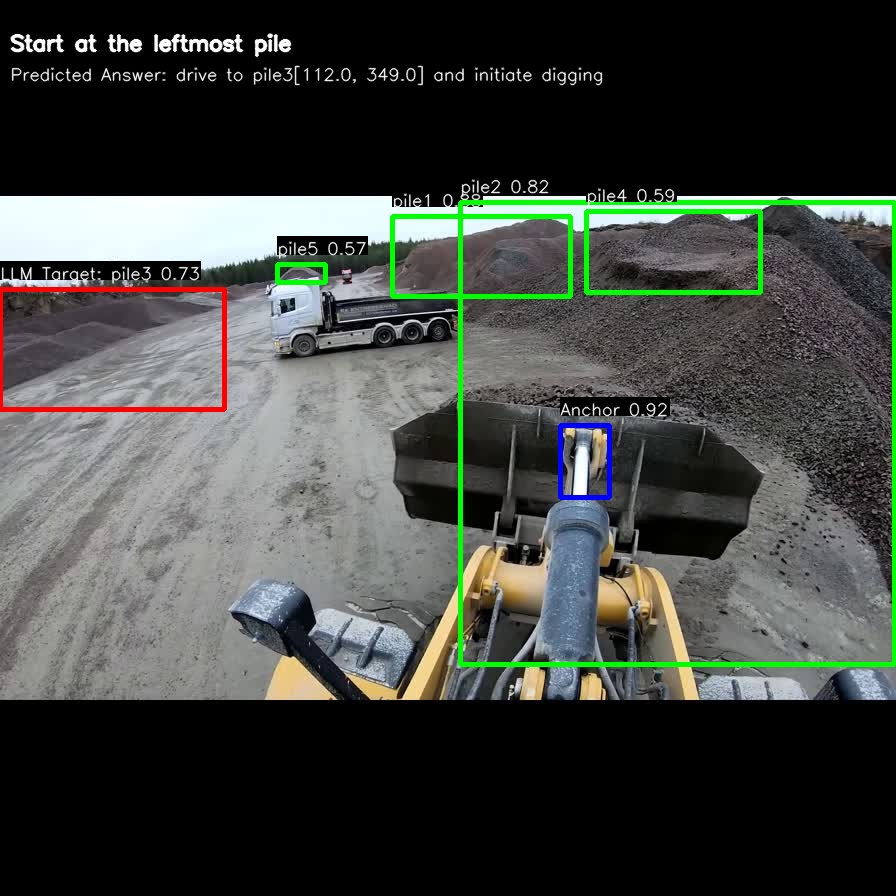 Start at the leftmost pile
Predicted Answer: drive to pile3[112.0, 349.0] and initiate digging
pile2 0.82
pile4 0.59
pile1
pile5 0.57
LLM Target: pile3 0.73
Anchor 0.92